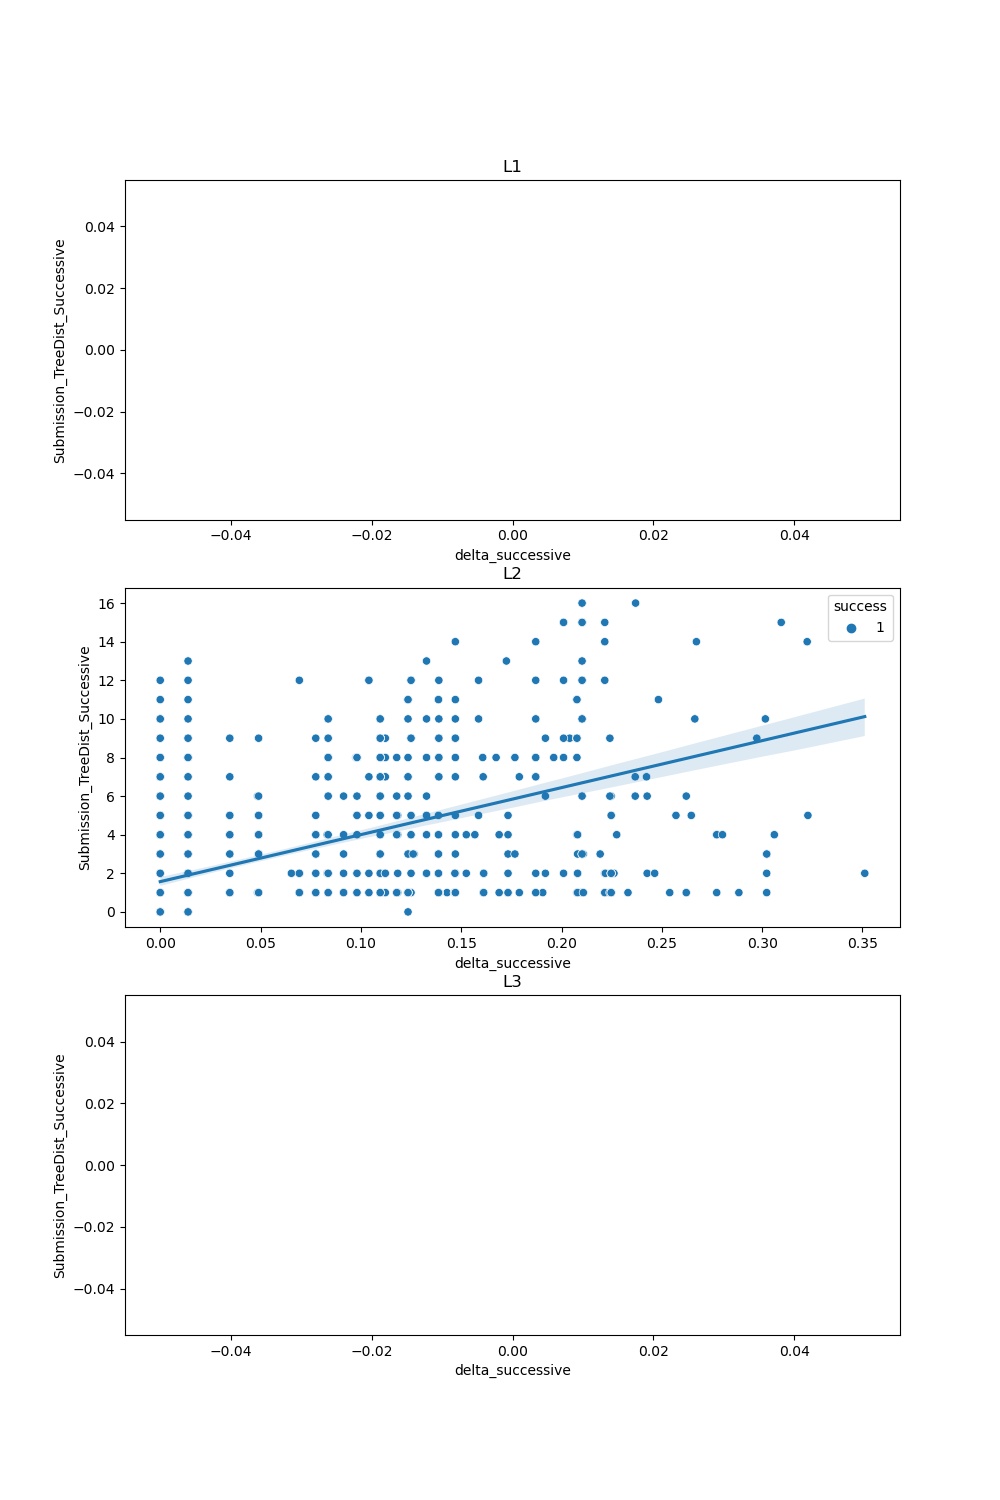 L1
Submission_TreeDist_Successive
0.04
0.02
0.00
−0.02
−0.04
−0.04 −0.02 0.00 0.02 0.04
delta_successive
L2
Submission_TreeDist_Successive
16
14
12
10
8
6
4
2
0
success
1
0.00 0.05 0.10 0.15 0.20 0.25 0.30 0.35
delta_successive
L3
Submission_TreeDist_Successive
0.04
0.02
0.00
−0.02
−0.04
−0.04 −0.02 0.00 0.02 0.04
delta_successive